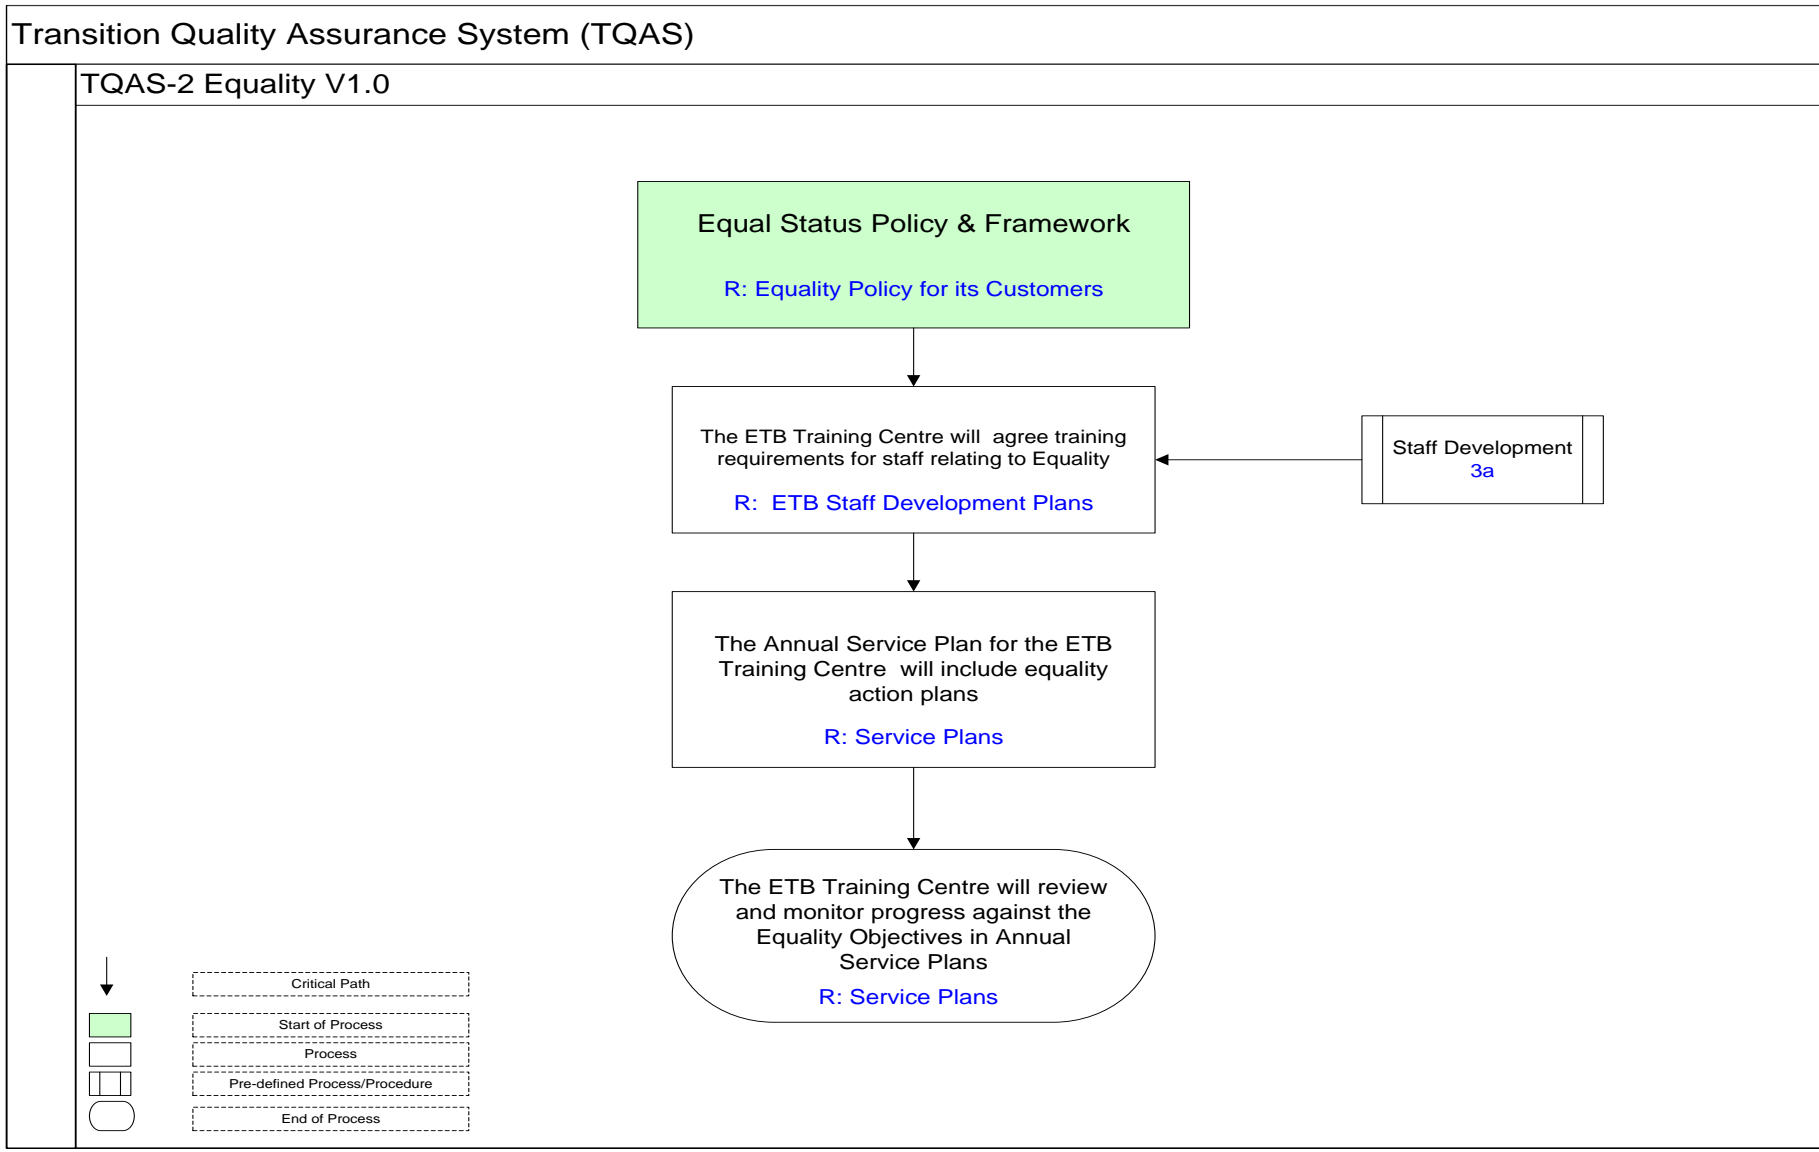 Transition Quality Assurance System (TQAS)
TQAS-2 Equality V1.0
Equal Status Policy & Framework
R: Equality Policy for its Customers
The ETB Training Centre will agree training
requirements for staff relating to Equality
R: ETB Staff Development Plans
Staff Development
3a
The Annual Service Plan for the ETB
Training Centre will include equality
action plans
R: Service Plans
The ETB Training Centre will review
and monitor progress against the
Equality Objectives in Annual
Service Plans
R: Service Plans
Critical Path
Start of Process
Process
Pre-defined Process/Procedure
End of Process